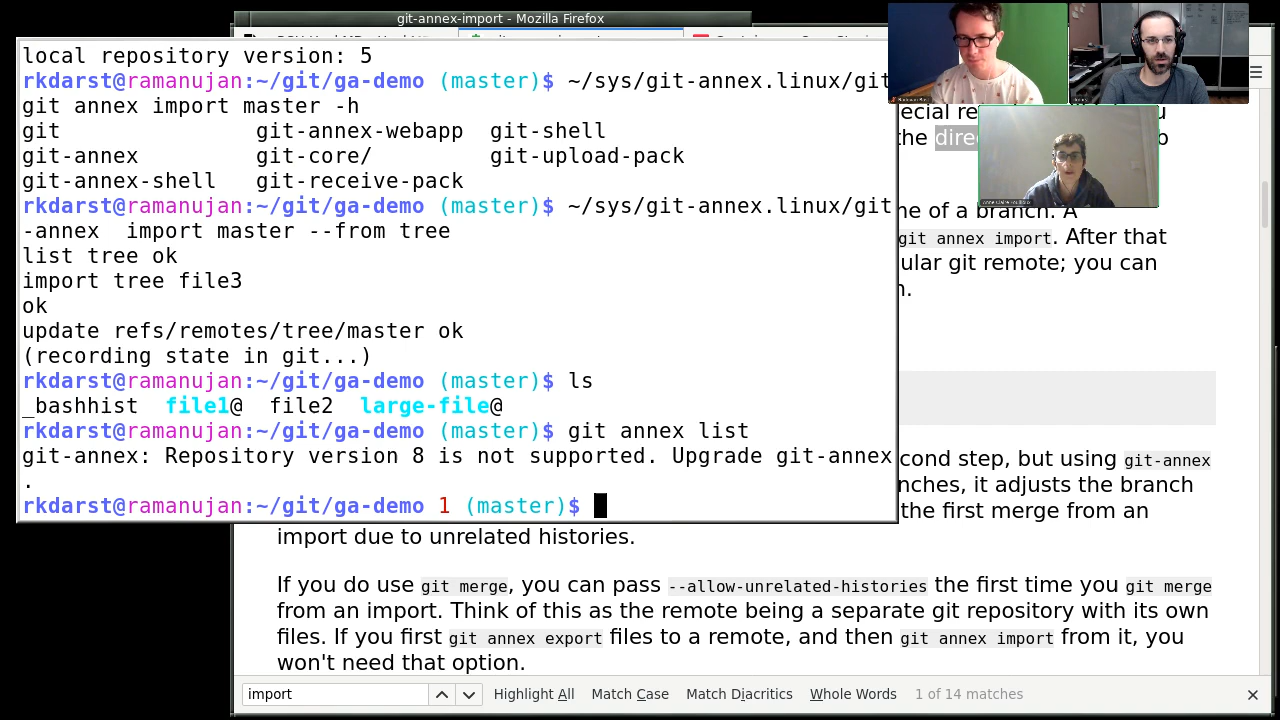 git-annex-import - Mozilla Firefox
local repository version: 5
rkdarst@ramanujan:~/git/ga-demo (master)$ ~/sys/git-annex.linux/git
git annex import master -h
git git-annex-webapp git-shell
git-annex git-core/ git-upload-pack
git-annex-shell git-receive-pack
rkdarst@ramanujan:~/git/ga-demo (master)$ ~/sys/git-annex.linux/git
-annex import master --from tree
list tree ok
import tree file3
ok
update refs/remotes/tree/master ok
(recording state in git...)
rkdarst@ramanujan:~/git/ga-demo (master)$ ls
_bashhist file1@ file2 large-file@
rkdarst@ramanujan:~/git/ga-demo (master)$ git annex list
git-annex: Repository version 8 is not supported. Upgrade git-annex
.
rkdarst@ramanujan:~/git/ga-demo 1 (master)$
ecial re
the direc
ne of a branch. A
git annex import. After that
ular git remote; you can
n.
cond step, but using git-annex
nches, it adjusts the branch
the first merge from an
import due to unrelated histories.
If you do use git merge, you can pass --allow-unrelated-histories the first time you git merge
from an import. Think of this as the remote being a separate git repository with its own
files. If you first git annex export files to a remote, and then git annex import from it, you
won't need that option.
import Highlight All Match Case Match Diacritics Whole Words 1 of 14 matches